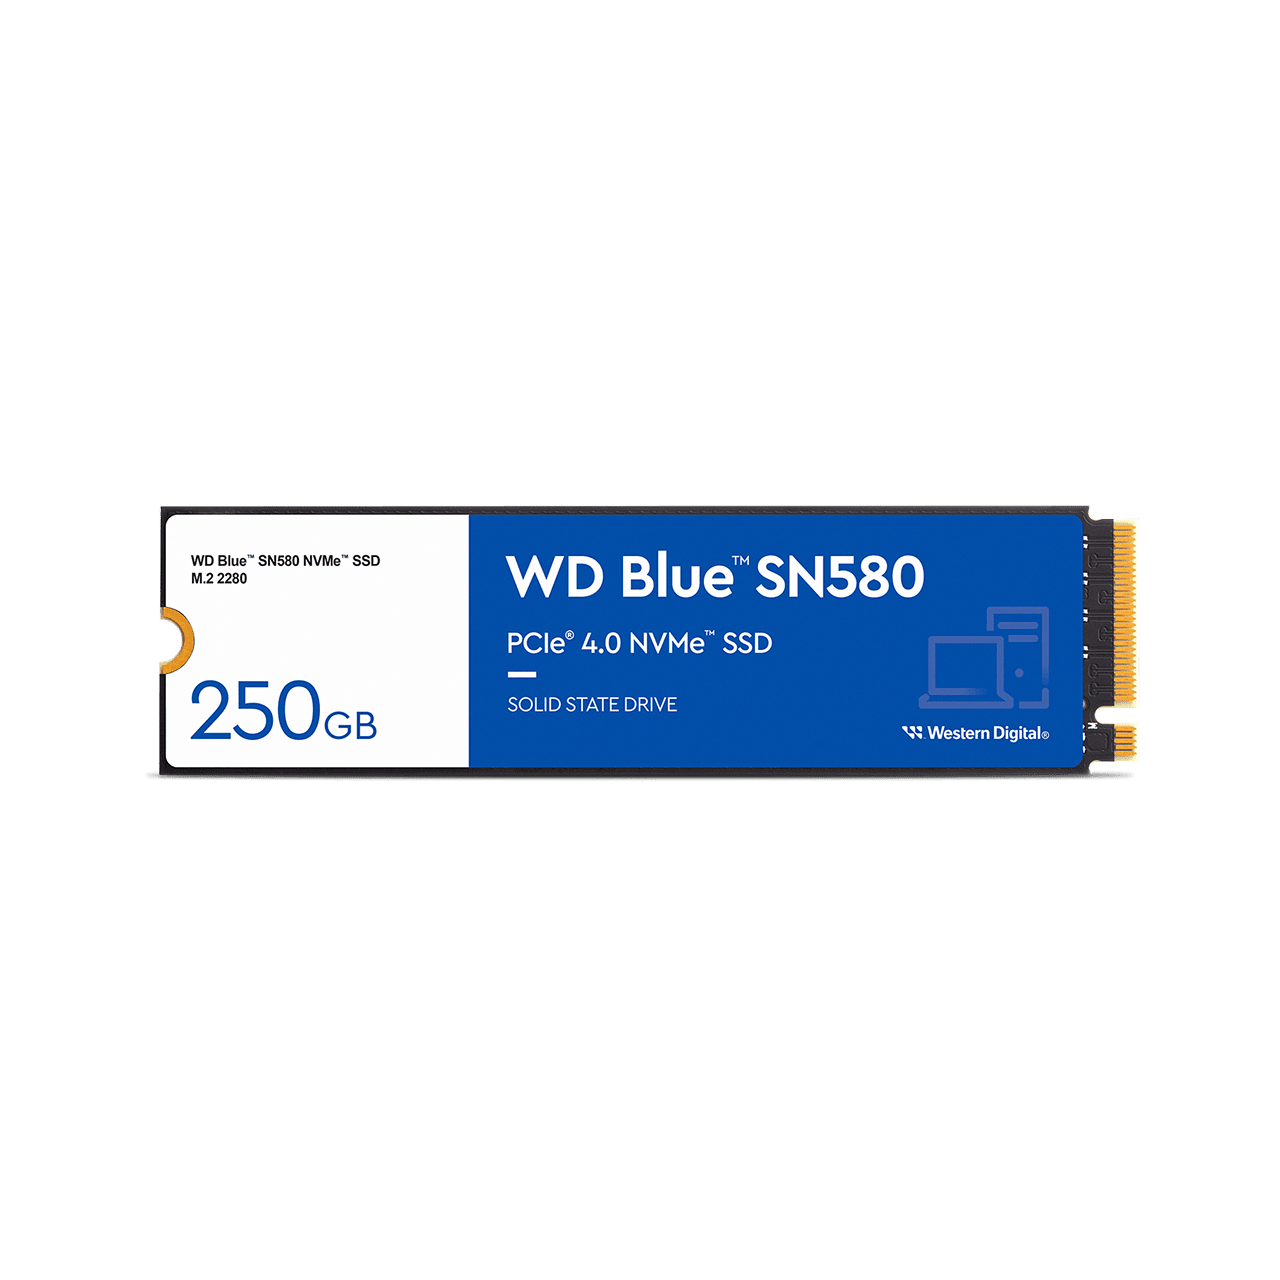 WD Blue™ SN580 NVMe™ SSD
M.2 2280
250GB
WD Blue™ SN580
PCIe® 4.0 NVMe™ SSD
SOLID STATE DRIVE
Western Digital®